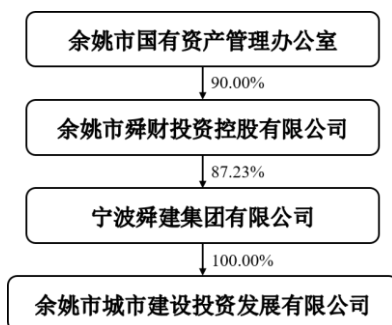 余姚市国有资产管理办公室
90.00%
余姚市舜财投资控股有限公司
87.23%
宁波舜建集团有限公司
100.00%
余姚市城市建设投资发展有限公司